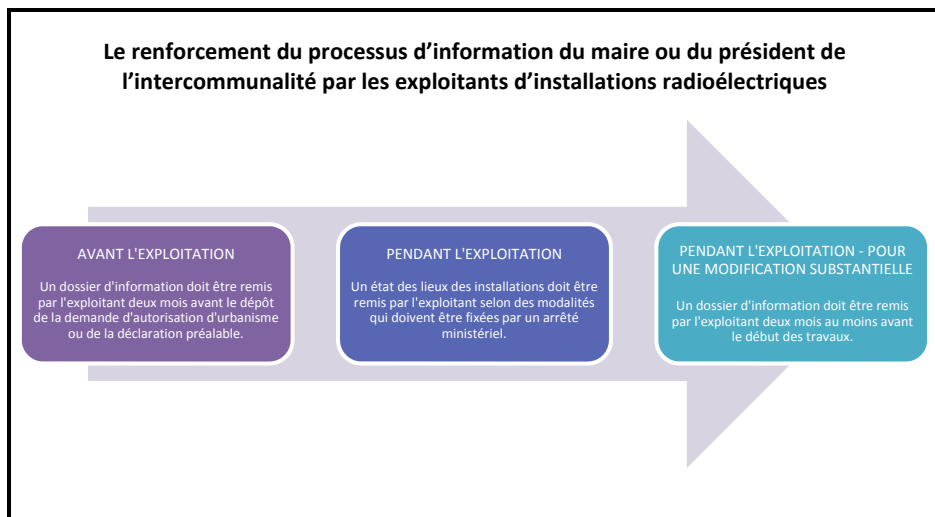 Le renforcement du processus d’information du maire ou du président de
l’intercommunalité par les exploitants d’installations radioélectriques
AVANT L'EXPLOITATION
Un dossier d'information doit être remis
par l'exploitant deux mois avant le dépôt
de la demande d'autorisation d'urbanisme
ou de la déclaration préalable.
PENDANT L'EXPLOITATION
Un état des lieux des installations doit être
remis par l'exploitant selon des modalités
qui doivent être fixées par un arrêté
ministériel.
PENDANT L'EXPLOITATION - POUR
UNE MODIFICATION SUBSTANTIELLE
Un dossier d'information doit être remis
par l'exploitant deux mois au moins avant
le début des travaux.